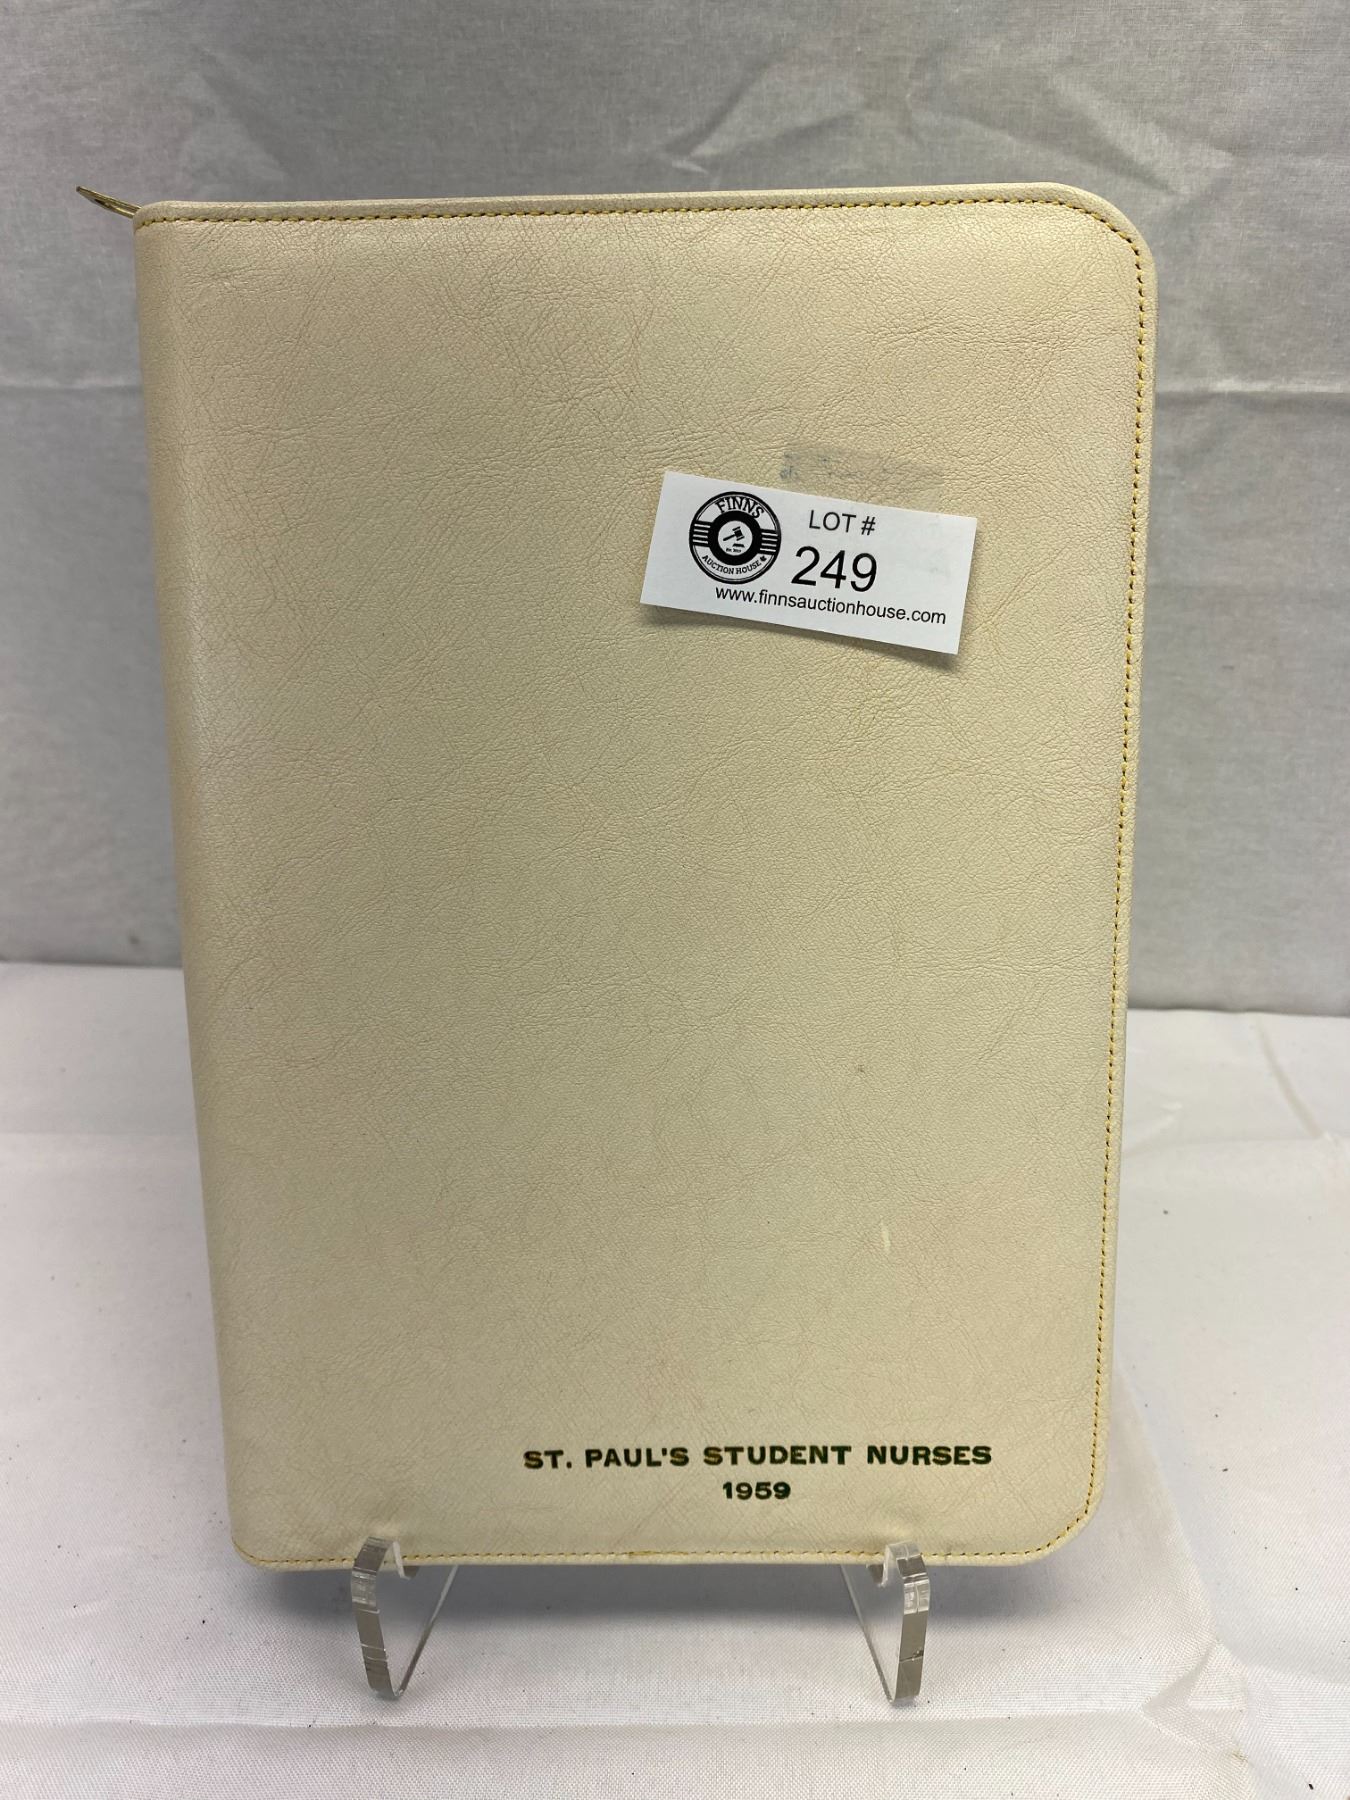 FINNS
AUCTION HOUSE
LOT #
249
www.finnsauctionhouse.com
ST. PAUL'S STUDENT NURSES
1959